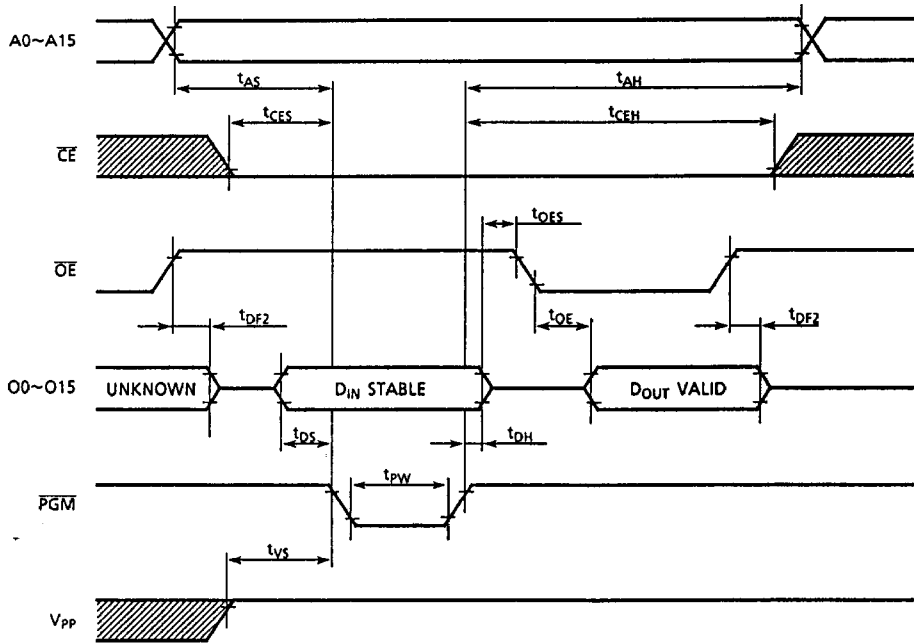 A0~A15
tAS
tAH
tCES
tCEH
CE
tOES
OE
tDF2
tOE
tDF2
O0~O15
UNKNOWN
DIN STABLE
DOUT VALID
tDS
tDH
tPW
PGM
tVS
VPP